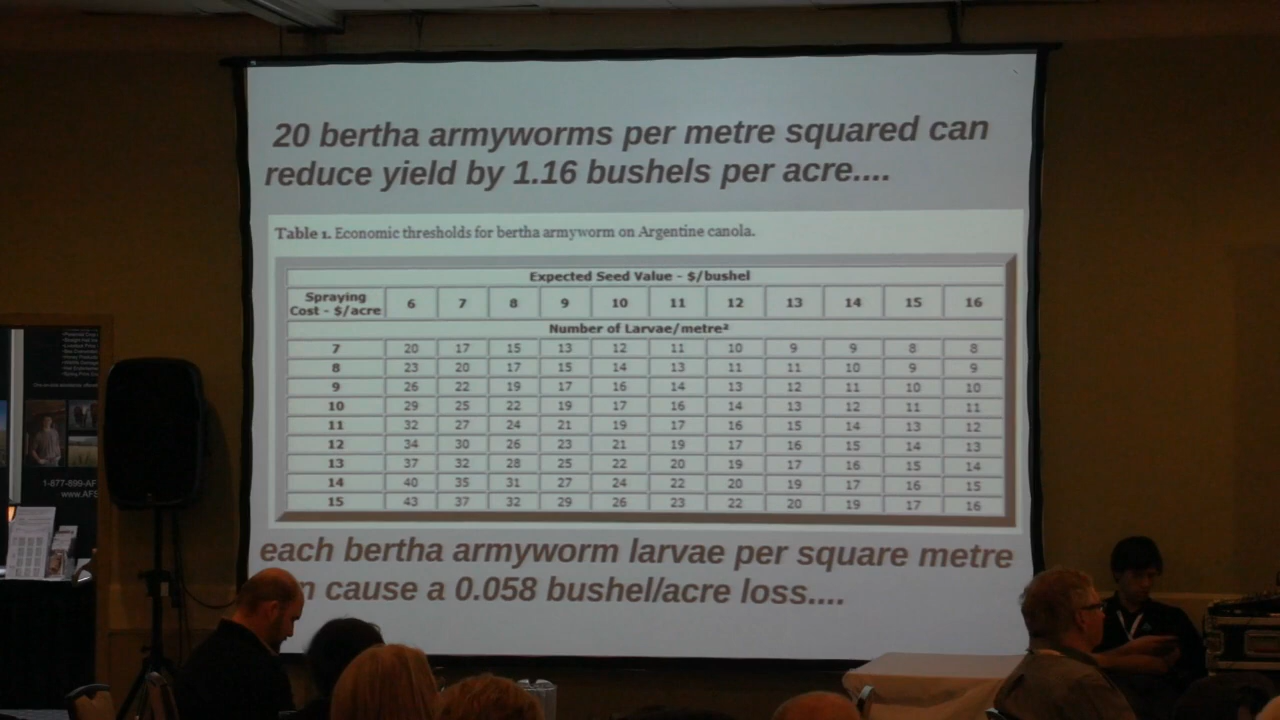 20 bertha armyworms per metre squared can
reduce yield by 1.16 bushels per acre....
Table 1. Economic thresholds for bertha armyworm on Argentine canola.
Expected Seed Value - $/bushel
Spraying
Cost - $/acre 6 7 8 9 10 11 12 13 14 15 16
Number of Larvae/metre²
7 20 17 15 13 12 11 10 9 9 8 8
8 23 20 17 15 14 13 11 11 10 9 9
9 26 22 19 17 16 14 13 12 11 10 10
10 29 25 22 19 17 16 14 13 12 11 11
11 32 27 24 21 19 17 16 15 14 13 12
12 34 30 26 23 21 19 17 16 15 14 13
13 37 32 28 25 22 20 19 17 16 15 14
14 40 35 31 27 24 22 20 19 17 16 15
15 43 37 32 29 26 23 22 20 19 17 16
each bertha armyworm larvae per square metre
n cause a 0.058 bushel/acre loss....
1-877-899-AF
www.AFS